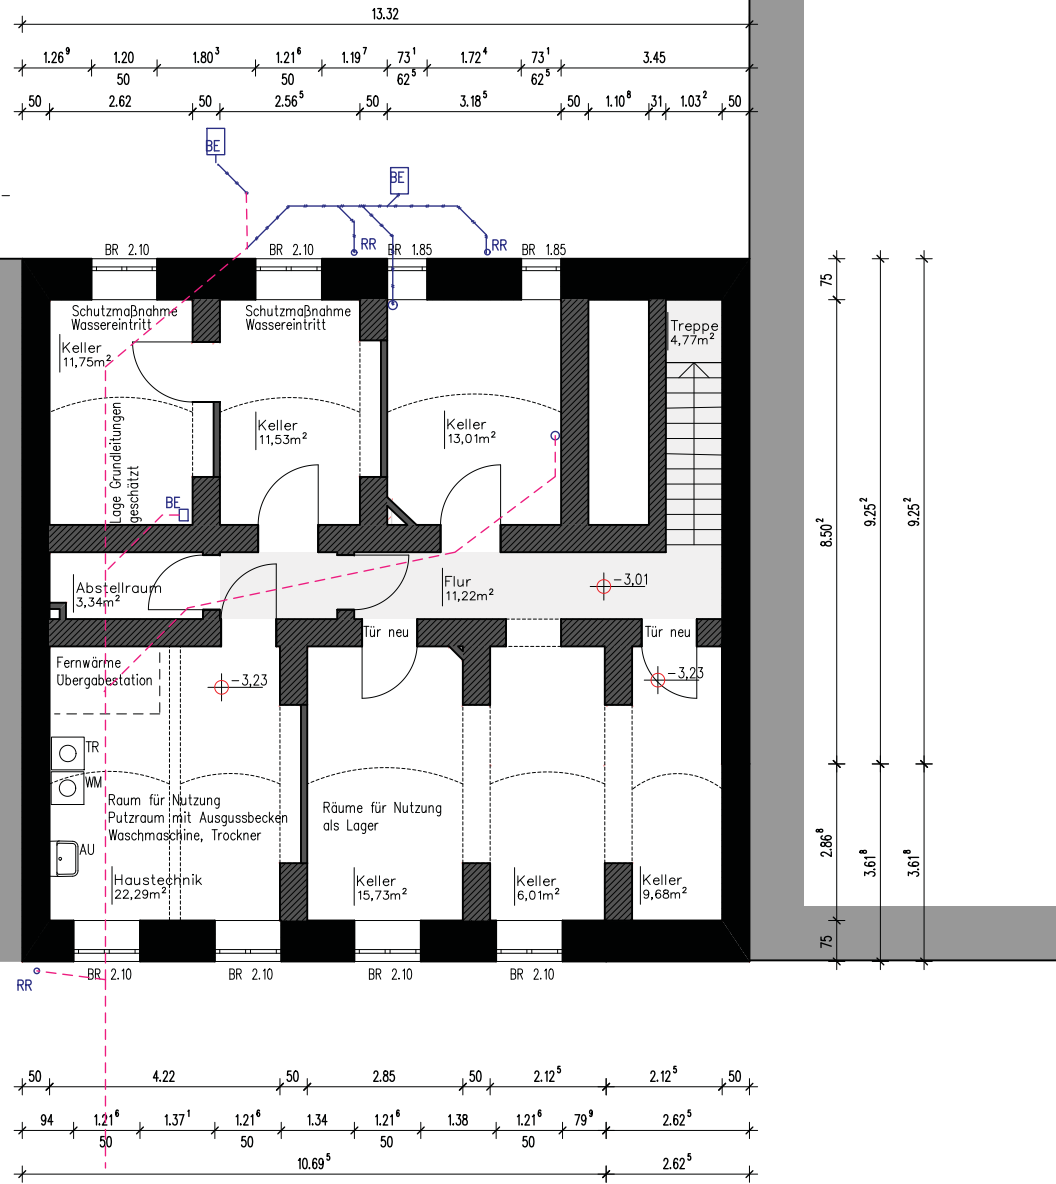 13.32
1.26⁹ 1.20 1.80³ 1.21⁶ 1.19⁷ 73¹ 1.72⁴ 73¹ 3.45
50 50 62⁵ 62⁵
50 2.62 50 2.56⁵ 50 3.18⁵ 50 1.10⁸ 31 1.03² 50
BE
BE
RR
RR
BR 2.10
BR 2.10
BR 1.85
BR 1.85
75
Schutzmaßnahme
Wassereintritt
Schutzmaßnahme
Wassereintritt
Keller
11,75m²
Treppe
4,77m²
Lage Grundleitungen
geschätzt
Keller
11,53m²
Keller
13,01m²
BE
8.50²
9.25²
9.25²
Abstellraum
3,34m²
Flur
11,22m²
-3,01
Tür neu
Tür neu
Fernwärme
Übergabestation
-3,23
-3,23
TR
WM
AU
Raum für Nutzung
Putzraum mit Ausgussbecken
Waschmaschine, Trockner
Räume für Nutzung
als Lager
2.86⁸
3.61⁸
3.61⁸
Haustechnik
22,29m²
Keller
15,73m²
Keller
6,01m²
Keller
9,68m²
75
BR 2.10
BR 2.10
BR 2.10
BR 2.10
RR
50 4.22 50 2.85 50 2.12⁵ 2.12⁵ 50
94 1.21⁶ 1.37¹ 1.21⁶ 1.34 1.21⁶ 1.38 1.21⁶ 79⁹ 2.62⁵
50 50 50 50
10.69⁵ 2.62⁵